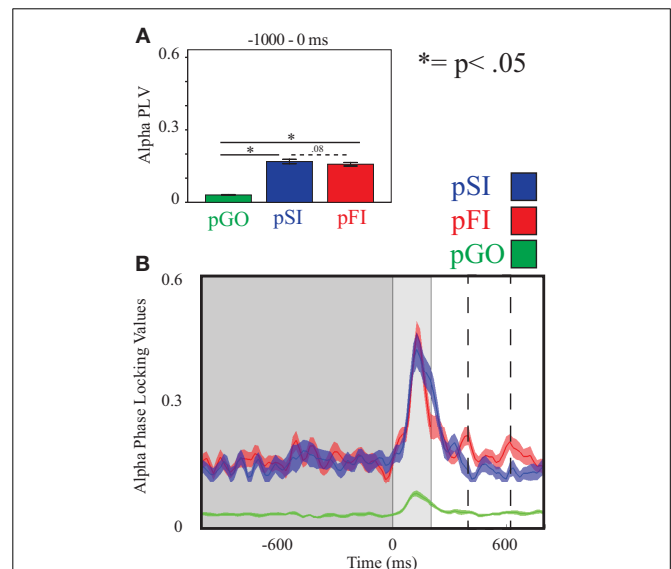 A
-1000 - 0 ms
*= p< .05
0.6
0.3
0
Alpha PLV
*
*
.08
pGO pSI pFI
pSI
pFI
pGO
B
0.6
0.3
0
Alpha Phase Locking Values
-600 0 600
Time (ms)